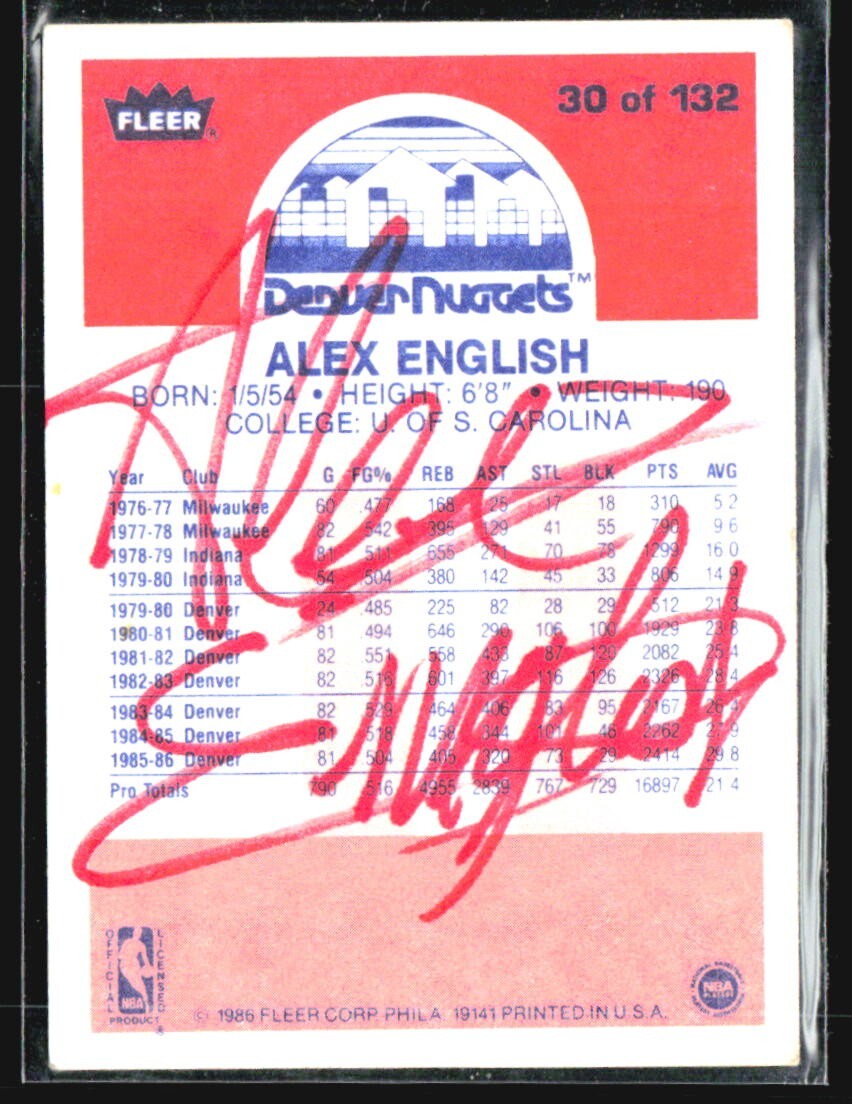 FLEER®
30 of 132
Denver Nuggets™
ALEX ENGLISH
BORN: 1/5/54 • HEIGHT: 6'8" • WEIGHT: 190
COLLEGE: U. OF S. CAROLINA
Year Club G FG% REB AST STL BLK PTS AVG
1976-77 Milwaukee 60 .477 168 25 17 18 310 5.2
1977-78 Milwaukee 82 .542 395 129 41 55 790 9.6
1978-79 Indiana 81 .511 655 271 70 78 1299 16.0
1979-80 Indiana 54 .504 380 142 45 33 806 14.9
1979-80 Denver 24 .485 225 82 28 29 512 21.3
1980-81 Denver 81 .494 646 290 106 100 1929 23.8
1981-82 Denver 82 .551 558 433 87 120 2082 25.4
1982-83 Denver 82 .516 601 397 116 126 2326 28.4
1983-84 Denver 82 .529 464 406 83 95 2167 26.4
1984-85 Denver 81 .518 458 344 101 46 2262 27.9
1985-86 Denver 81 .504 405 320 73 29 2414 29.8
Pro Totals 790 .516 4955 2839 767 729 16897 21.4
Alex English
OFFICIAL LICENSED
NBA
PRODUCT ®
NBA
PLAYERS
© 1986 FLEER CORP. PHILA. 19141 PRINTED IN U.S.A.